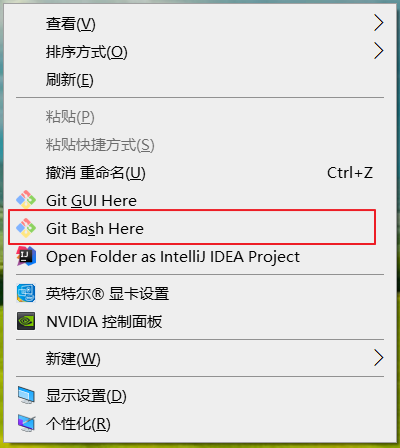 查看(V)
排序方式(O)
刷新(E)
粘贴(P)
粘贴快捷方式(S)
撤消 重命名(U) Ctrl+Z
Git GUI Here
Git Bash Here
Open Folder as IntelliJ IDEA Project
英特尔® 显卡设置
NVIDIA 控制面板
新建(W)
显示设置(D)
个性化(R)